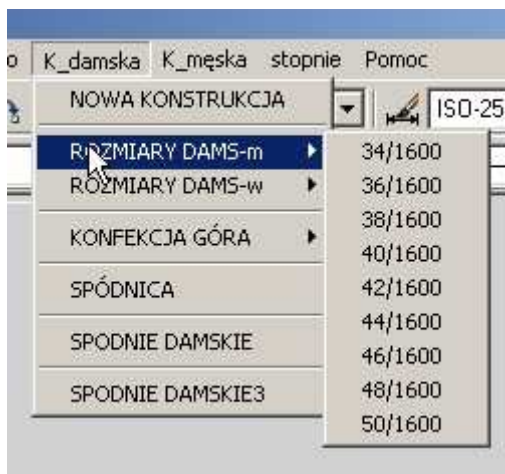 o K_damska K_męska stopnie Pomoc
NOWA KONSTRUKCJA
ISO-25
ROZMIARY DAMS-m
ROZMIARY DAMS-w
KONFEKCJA GÓRA
SPÓDNICA
SPODNIE DAMSKIE
SPODNIE DAMSKIE3
34/1600
36/1600
38/1600
40/1600
42/1600
44/1600
46/1600
48/1600
50/1600